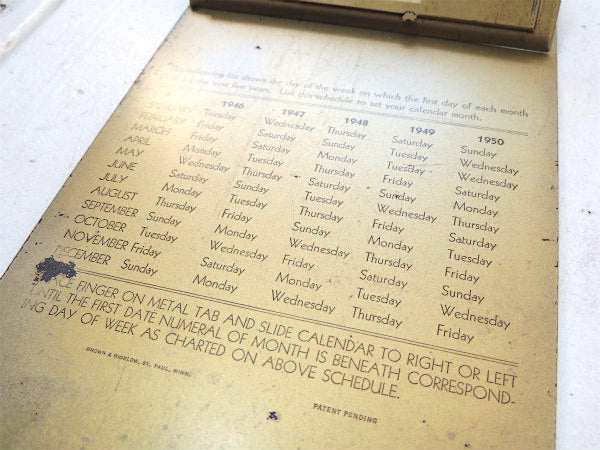 following list shows the day of the week on which the first day of each month
for the next five years. Use this schedule to set your calendar month.
1946 1947 1948 1949 1950
JANUARY Tuesday Wednesday Thursday Saturday Sunday
FEBRUARY Friday Saturday Sunday Tuesday Wednesday
MARCH Friday Saturday Monday Tuesday Wednesday
APRIL Monday Tuesday Thursday Friday Saturday
MAY Wednesday Thursday Saturday Sunday Monday
JUNE Saturday Sunday Tuesday Wednesday Thursday
JULY Monday Tuesday Thursday Friday Saturday
AUGUST Thursday Friday Sunday Monday Tuesday
SEPTEMBER Sunday Monday Wednesday Thursday Friday
OCTOBER Tuesday Wednesday Friday Saturday Sunday
NOVEMBER Friday Saturday Monday Tuesday Wednesday
DECEMBER Sunday Monday Wednesday Thursday Friday
PLACE FINGER ON METAL TAB AND SLIDE CALENDAR TO RIGHT OR LEFT
UNTIL THE FIRST DATE NUMERAL OF MONTH IS BENEATH CORRESPOND-
ING DAY OF WEEK AS CHARTED ON ABOVE SCHEDULE.
BROWN & BIGELOW, ST. PAUL, MINN.
PATENT PENDING